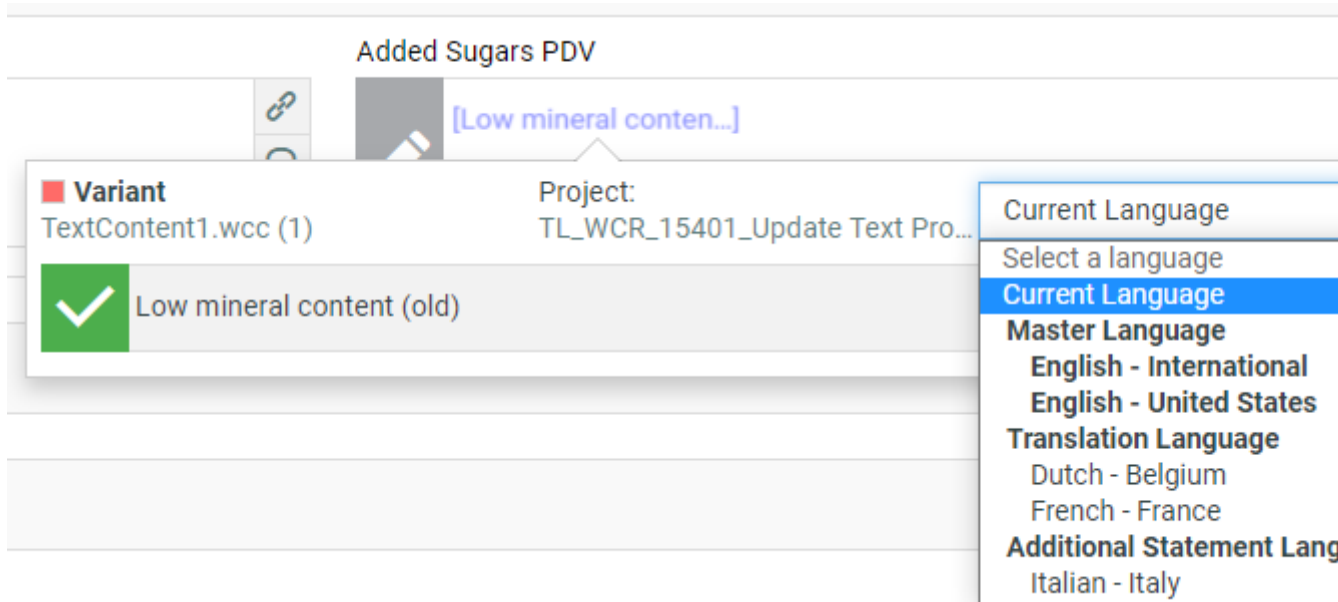 Added Sugars PDV
[Low mineral conten...]
Variant
TextContent1.wcc (1)
Project:
TL_WCR_15401_Update Text Pro...
Low mineral content (old)
Current Language
Select a language
Current Language
Master Language
English - International
English - United States
Translation Language
Dutch - Belgium
French - France
Additional Statement Lang
Italian - Italy